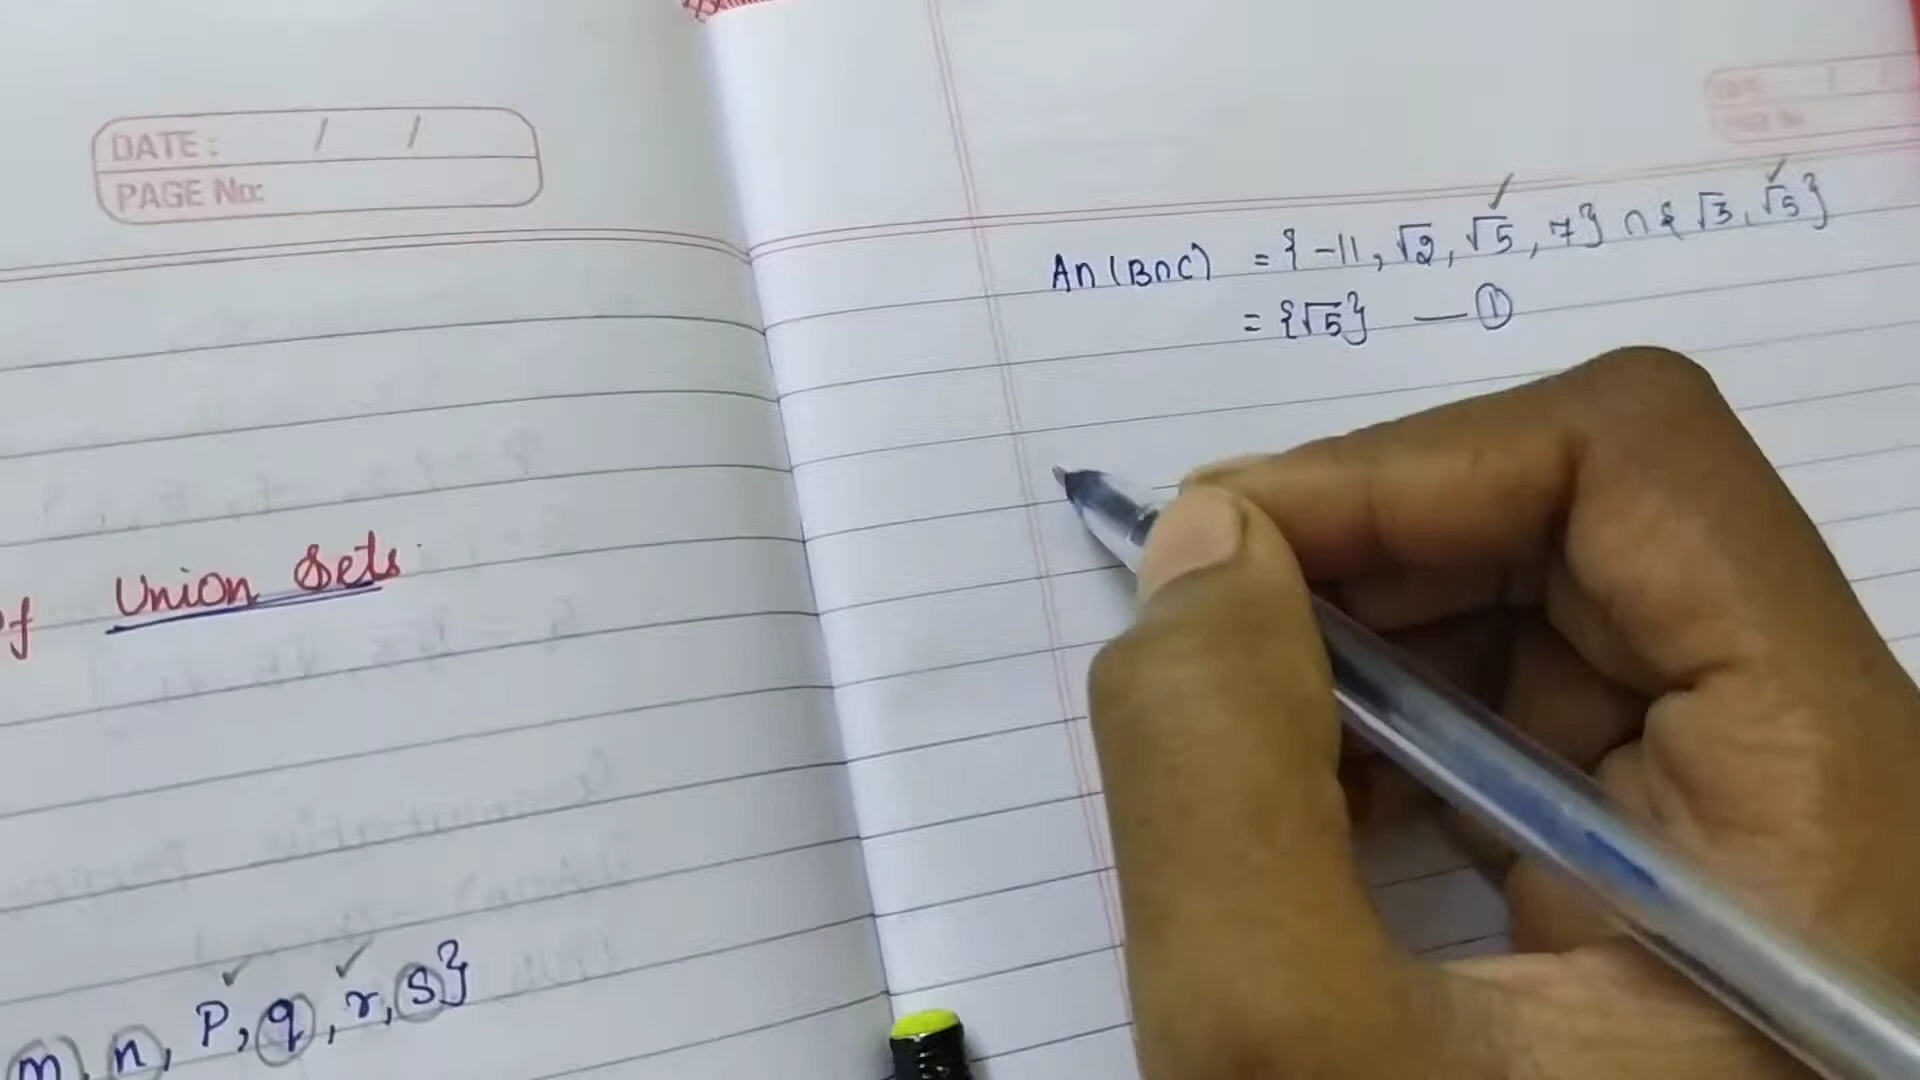 DATE : / /
PAGE No:
of Union Sets
m, n, p, q, r, s}
A∩(B∩C) = {-11, √2, √5, 7} ∩ { √3, √5}
= {√5} — ①